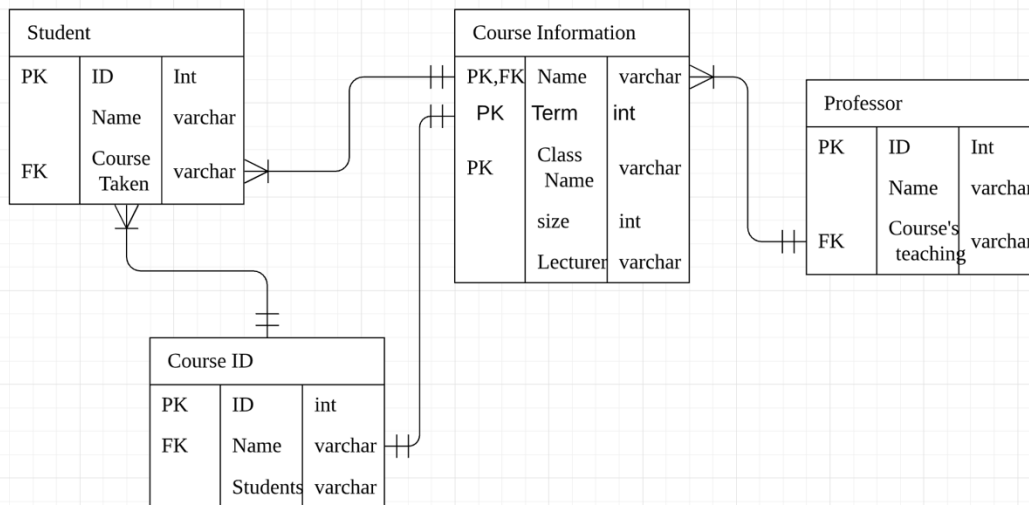 Student
PK ID Int
Name varchar
FK Course Taken varchar
Course Information
PK,FK Name varchar
PK Term int
PK Class Name varchar
size int
Lecturer varchar
Professor
PK ID Int
Name varchar
FK Course's teaching varchar
Course ID
PK ID int
FK Name varchar
Students varchar